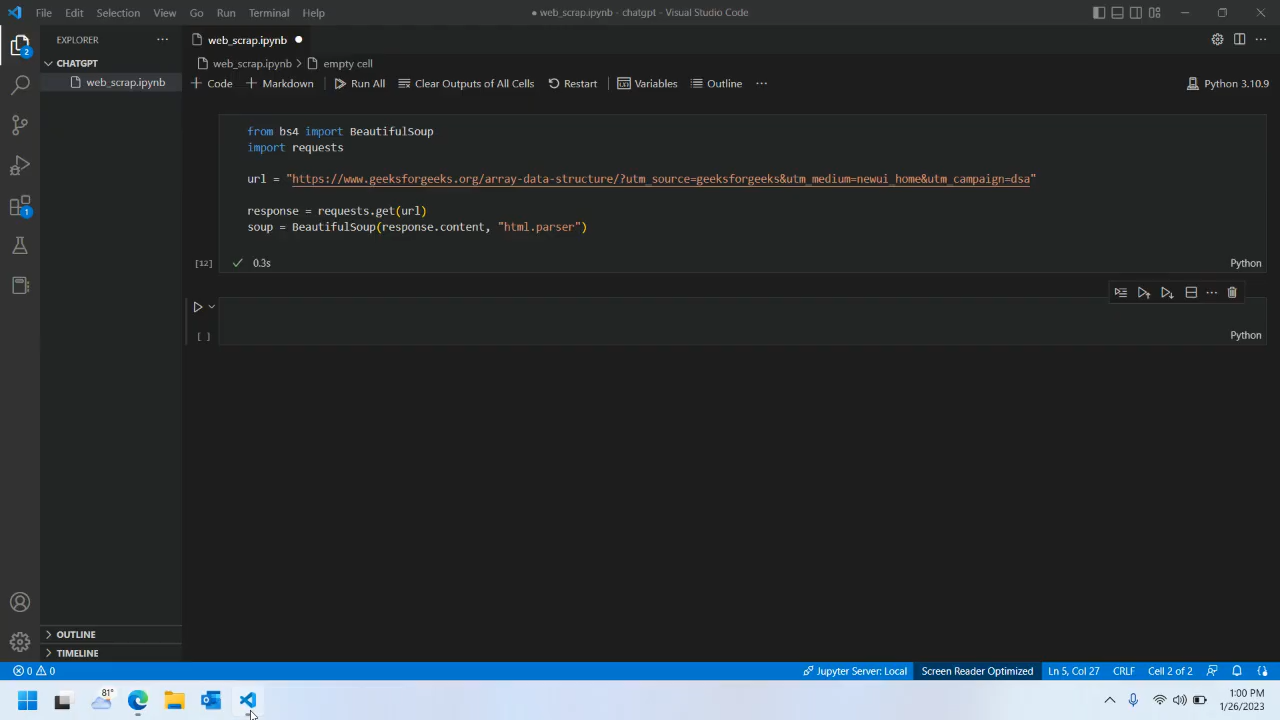 File Edit Selection View Go Run Terminal Help
● web_scrap.ipynb - chatgpt - Visual Studio Code
EXPLORER
CHATGPT
web_scrap.ipynb
OUTLINE
TIMELINE
2
1
web_scrap.ipynb
web_scrap.ipynb > empty cell
+ Code + Markdown Run All Clear Outputs of All Cells Restart Variables Outline ...
Python 3.10.9
from bs4 import BeautifulSoup
import requests
url = "https://www.geeksforgeeks.org/array-data-structure/?utm_source=geeksforgeeks&utm_medium=newui_home&utm_campaign=dsa"
response = requests.get(url)
soup = BeautifulSoup(response.content, "html.parser")
[12] 0.3s Python
[ ] Python
0 0 Jupyter Server: Local Screen Reader Optimized Ln 5, Col 27 CRLF Cell 2 of 2
81°
1:00 PM
1/26/2023